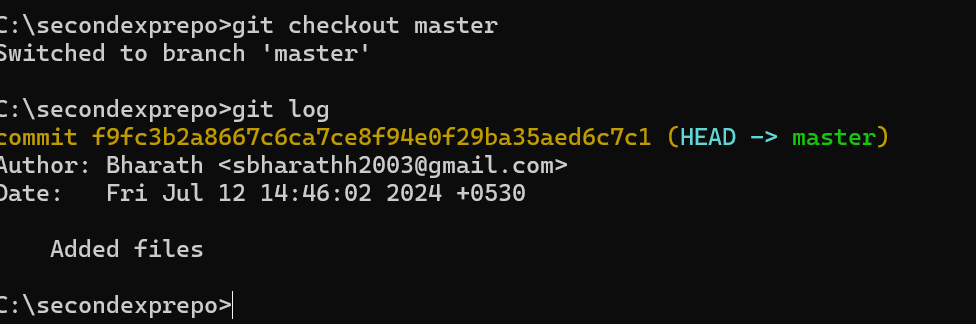 C:\secondexprepo>git checkout master
Switched to branch 'master'
C:\secondexprepo>git log
commit f9fc3b2a8667c6ca7ce8f94e0f29ba35aed6c7c1 (HEAD -> master)
Author: Bharath <sbharathh2003@gmail.com>
Date:   Fri Jul 12 14:46:02 2024 +0530
    Added files
C:\secondexprepo>